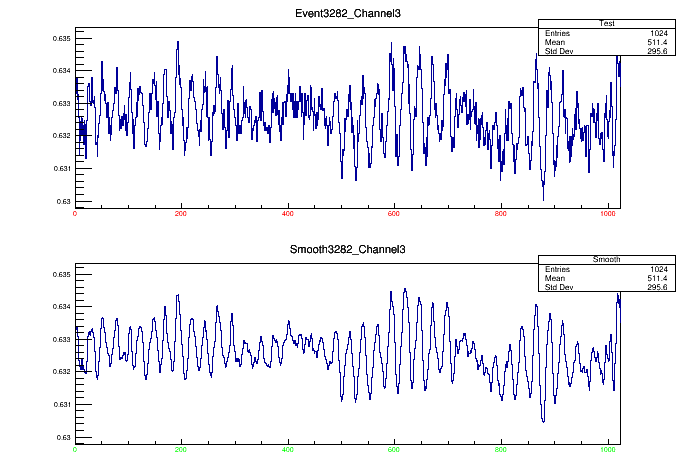 Event3282_Channel3
Test
Entries 1024
Mean 511.4
Std Dev 295.6
0.635
0.634
0.633
0.632
0.631
0.63
0 200 400 600 800 1000
Smooth3282_Channel3
Smooth
Entries 1024
Mean 511.4
Std Dev 295.6
0.635
0.634
0.633
0.632
0.631
0.63
0 200 400 600 800 1000